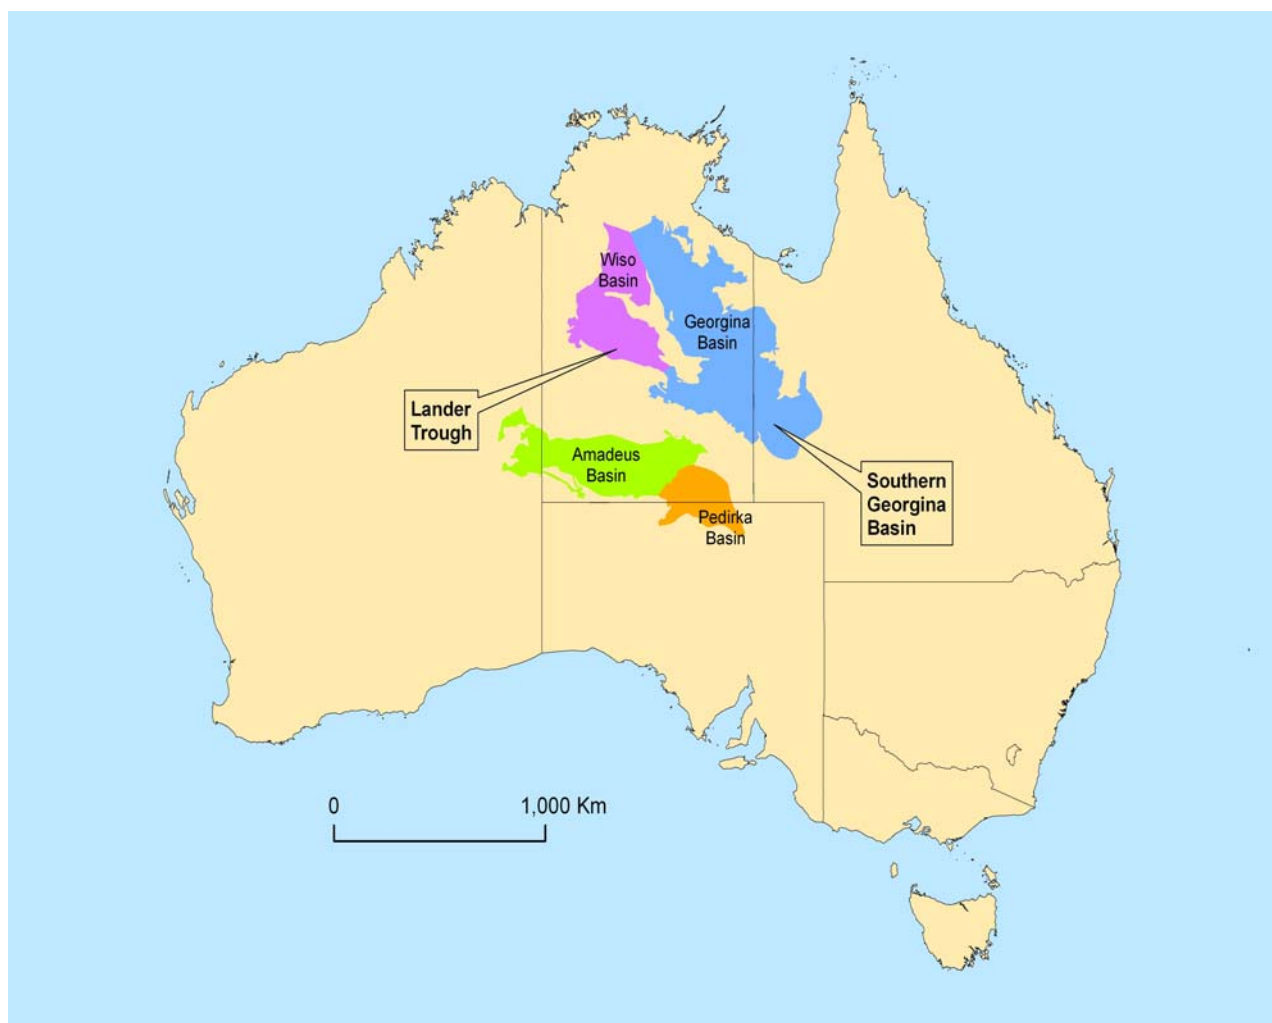 Wiso
Basin
Georgina
Basin
Lander
Trough
Amadeus
Basin
Southern
Georgina
Basin
Pedirka
Basin
0 1,000 Km